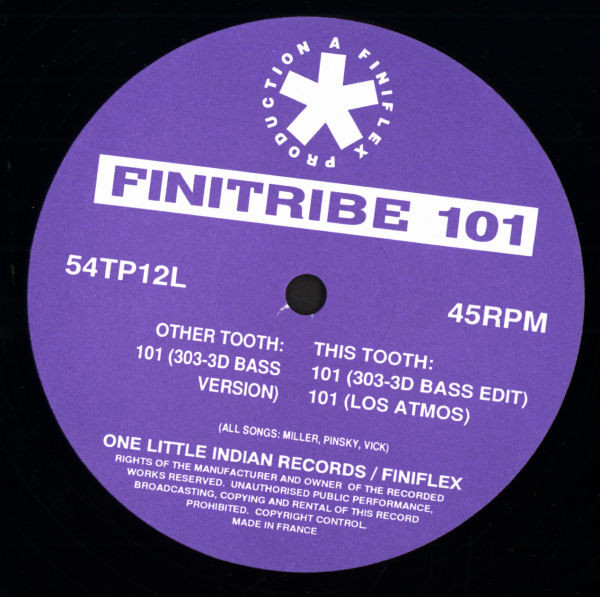 A FINIFLEX PRODUCTION
FINITRIBE 101
54TP12L
45RPM
OTHER TOOTH:
101 (303-3D BASS
VERSION)
THIS TOOTH:
101 (303-3D BASS EDIT)
101 (LOS ATMOS)
(ALL SONGS: MILLER, PINSKY, VICK)
ONE LITTLE INDIAN RECORDS / FINIFLEX
RIGHTS OF THE MANUFACTURER AND OWNER OF THE RECORDED
WORKS RESERVED. UNAUTHORISED PUBLIC PERFORMANCE,
BROADCASTING, COPYING AND RENTAL OF THIS RECORD
PROHIBITED. COPYRIGHT CONTROL.
MADE IN FRANCE